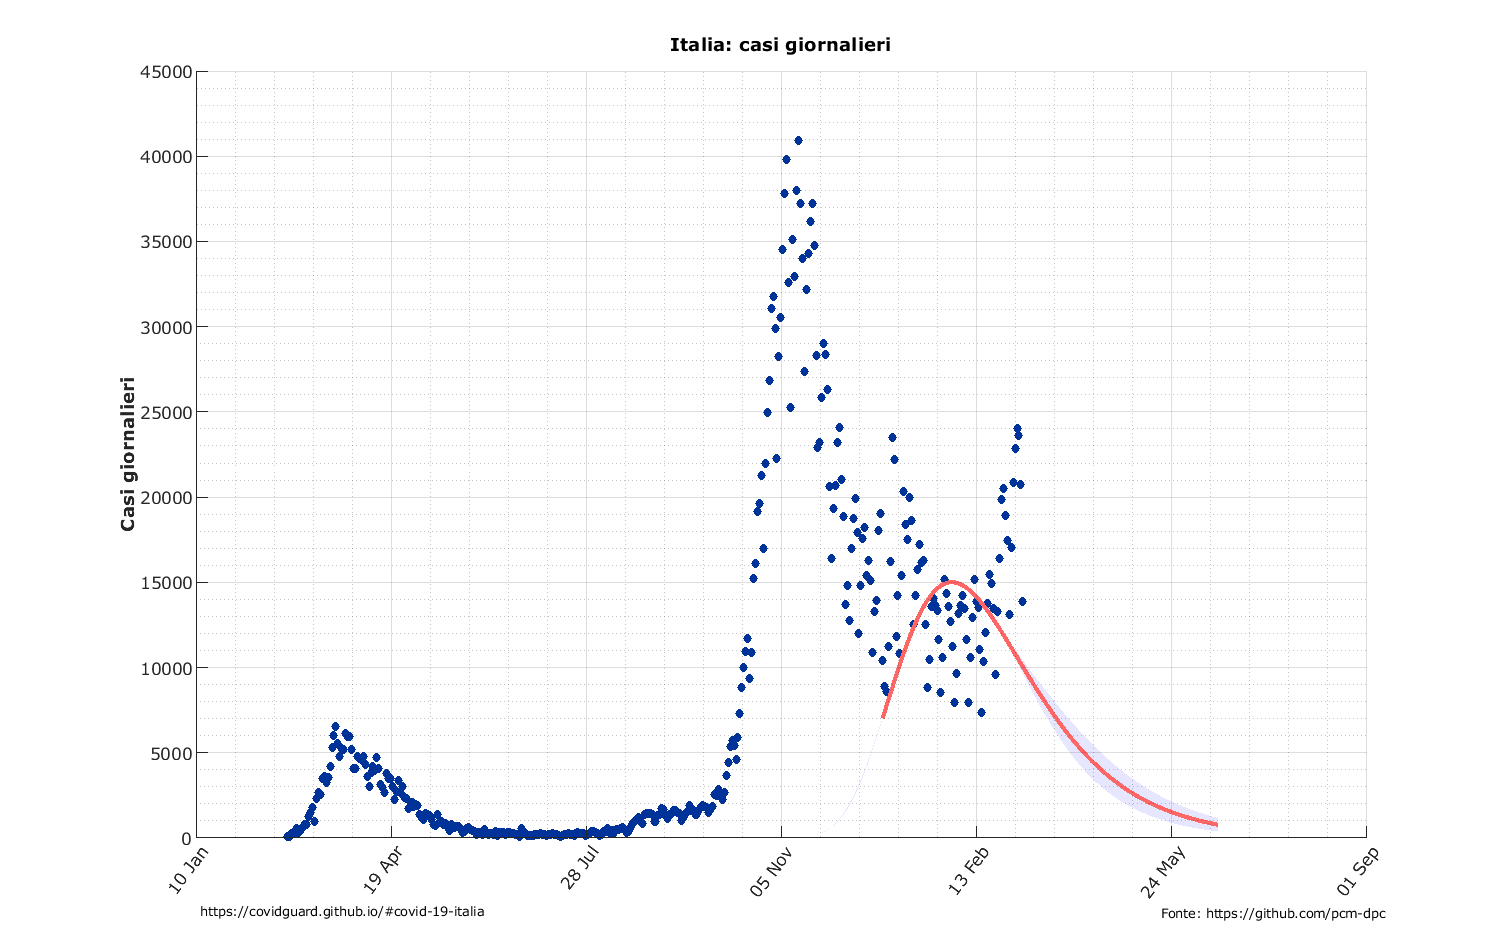 Italia: casi giornalieri
Casi giornalieri
45000
40000
35000
30000
25000
20000
15000
10000
5000
0
10 Jan
19 Apr
28 Jul
05 Nov
13 Feb
24 May
01 Sep
https://covidguard.github.io/#covid-19-italia
Fonte: https://github.com/pcm-dpc